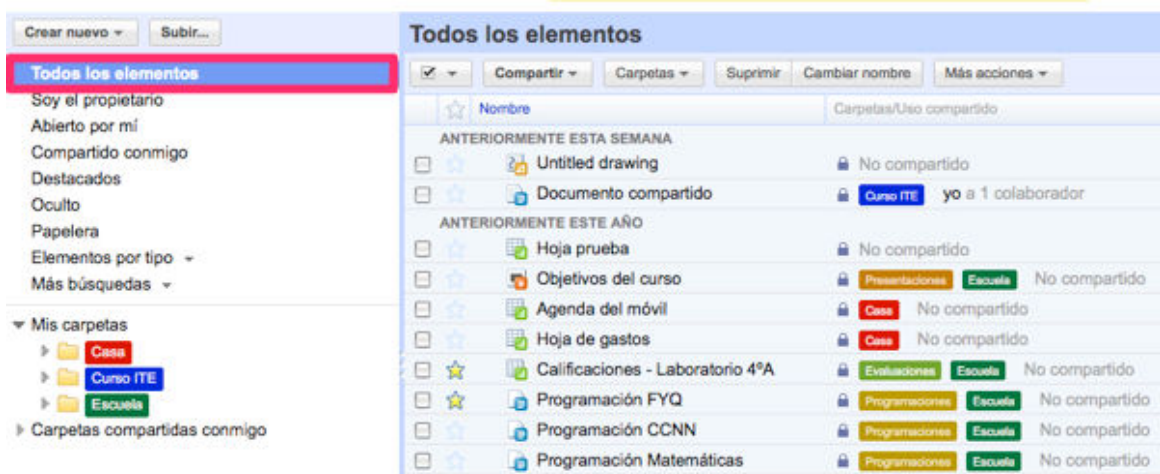 Crear nuevo Subir...
Todos los elementos
Soy el propietario
Abierto por mí
Compartido conmigo
Destacados
Oculto
Papelera
Elementos por tipo
Más búsquedas
Mis carpetas
Casa
Curso ITE
Escuela
Carpetas compartidas conmigo
Todos los elementos
Compartir Carpetas Suprimir Cambiar nombre Más acciones
Nombre Carpetas/Uso compartido
ANTERIORMENTE ESTA SEMANA
Untitled drawing No compartido
Documento compartido Curso ITE yo a 1 colaborador
ANTERIORMENTE ESTE AÑO
Hoja prueba No compartido
Objetivos del curso Presentaciones Escuela No compartido
Agenda del móvil Casa No compartido
Hoja de gastos Casa No compartido
Calificaciones - Laboratorio 4ºA Evaluaciones Escuela No compartido
Programación FYQ Programaciones Escuela No compartido
Programación CCNN Programaciones Escuela No compartido
Programación Matemáticas Programaciones Escuela No compartido